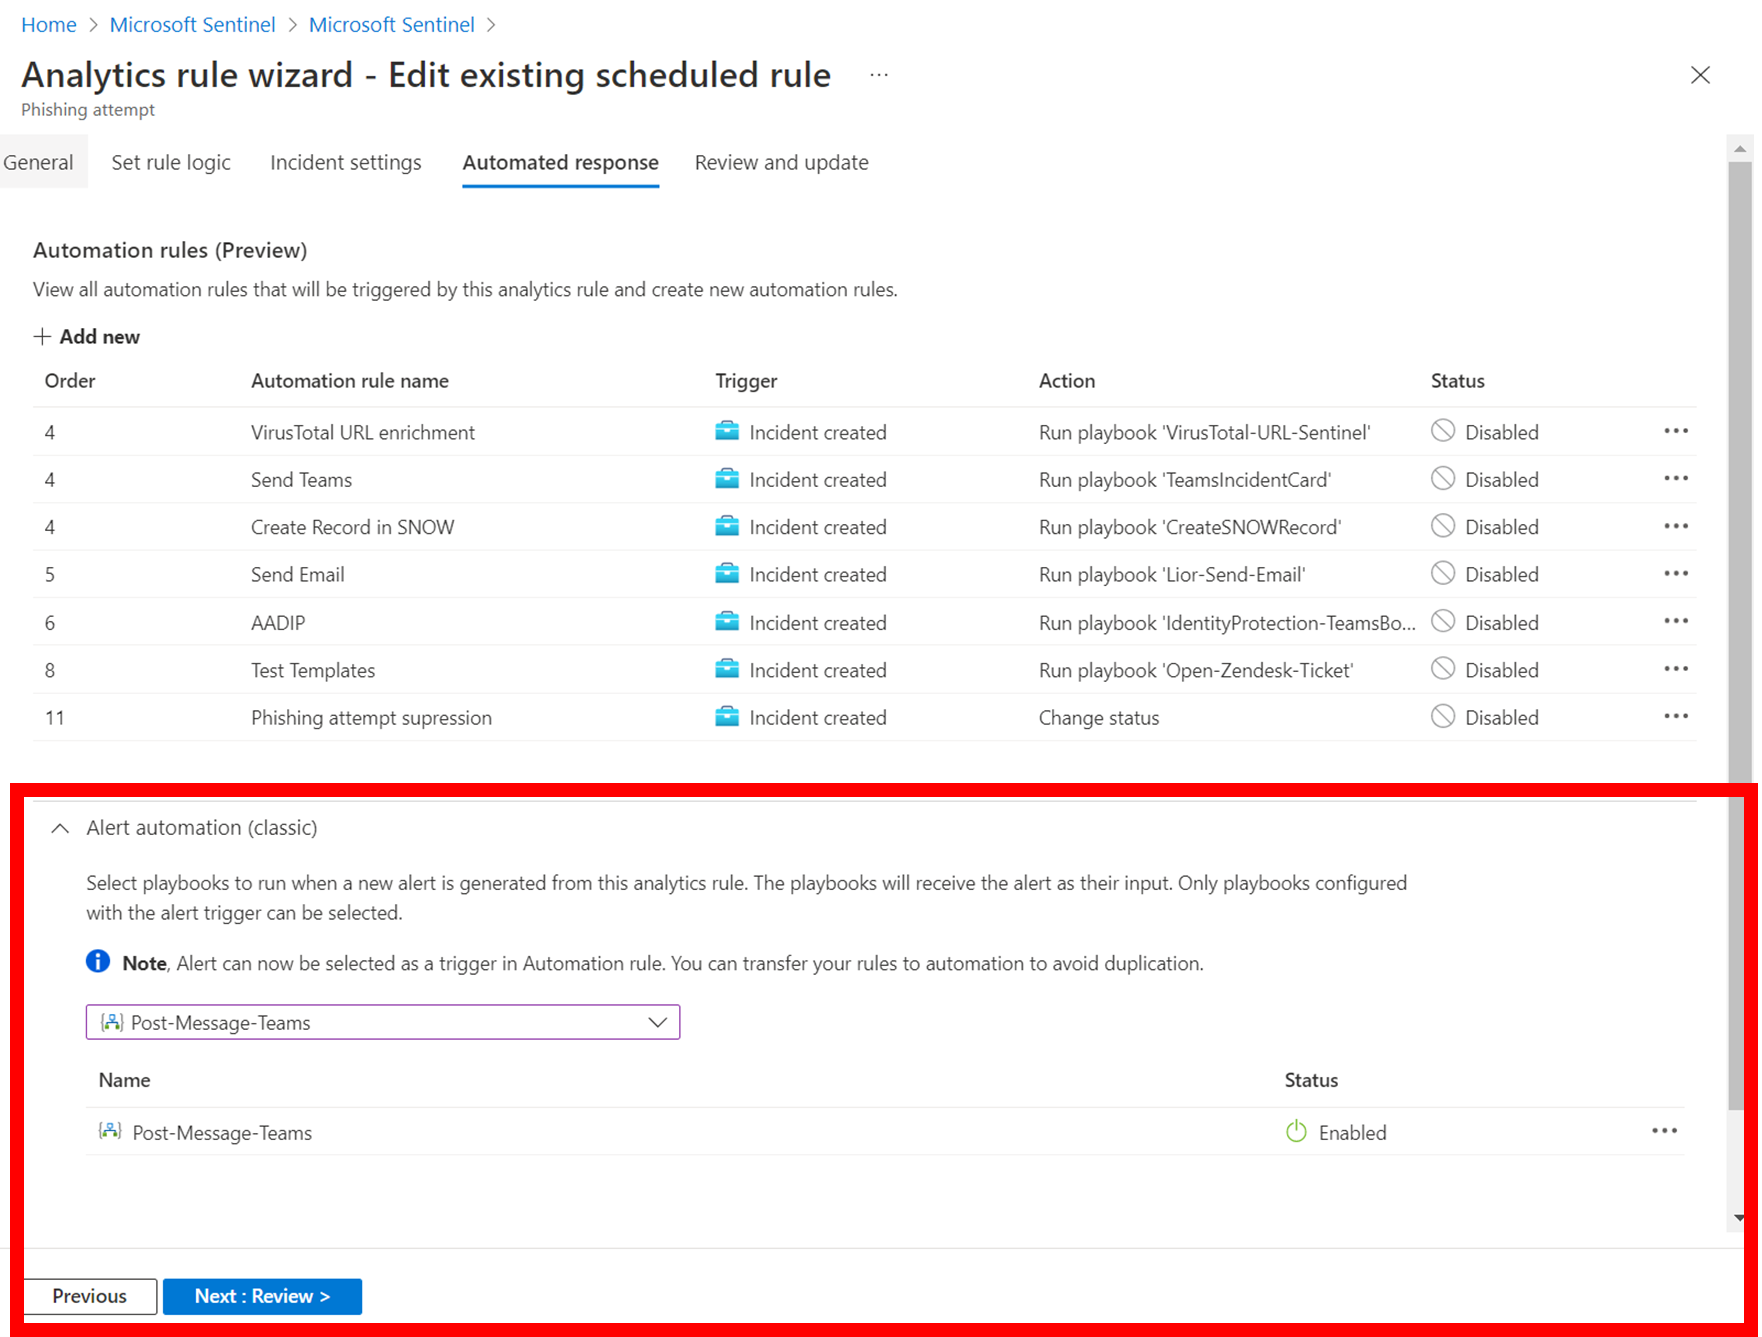 Home > Microsoft Sentinel > Microsoft Sentinel >
Analytics rule wizard - Edit existing scheduled rule ...
Phishing attempt
General Set rule logic Incident settings Automated response Review and update
Automation rules (Preview)
View all automation rules that will be triggered by this analytics rule and create new automation rules.
+ Add new
Order Automation rule name Trigger Action Status
4 VirusTotal URL enrichment Incident created Run playbook 'VirusTotal-URL-Sentinel' Disabled ...
4 Send Teams Incident created Run playbook 'TeamsIncidentCard' Disabled ...
4 Create Record in SNOW Incident created Run playbook 'CreateSNOWRecord' Disabled ...
5 Send Email Incident created Run playbook 'Lior-Send-Email' Disabled ...
6 AADIP Incident created Run playbook 'IdentityProtection-TeamsBo... Disabled ...
8 Test Templates Incident created Run playbook 'Open-Zendesk-Ticket' Disabled ...
11 Phishing attempt supression Incident created Change status Disabled ...
Alert automation (classic)
Select playbooks to run when a new alert is generated from this analytics rule. The playbooks will receive the alert as their input. Only playbooks configured
with the alert trigger can be selected.
Note, Alert can now be selected as a trigger in Automation rule. You can transfer your rules to automation to avoid duplication.
Post-Message-Teams
Name Status
Post-Message-Teams Enabled ...
Previous Next : Review >